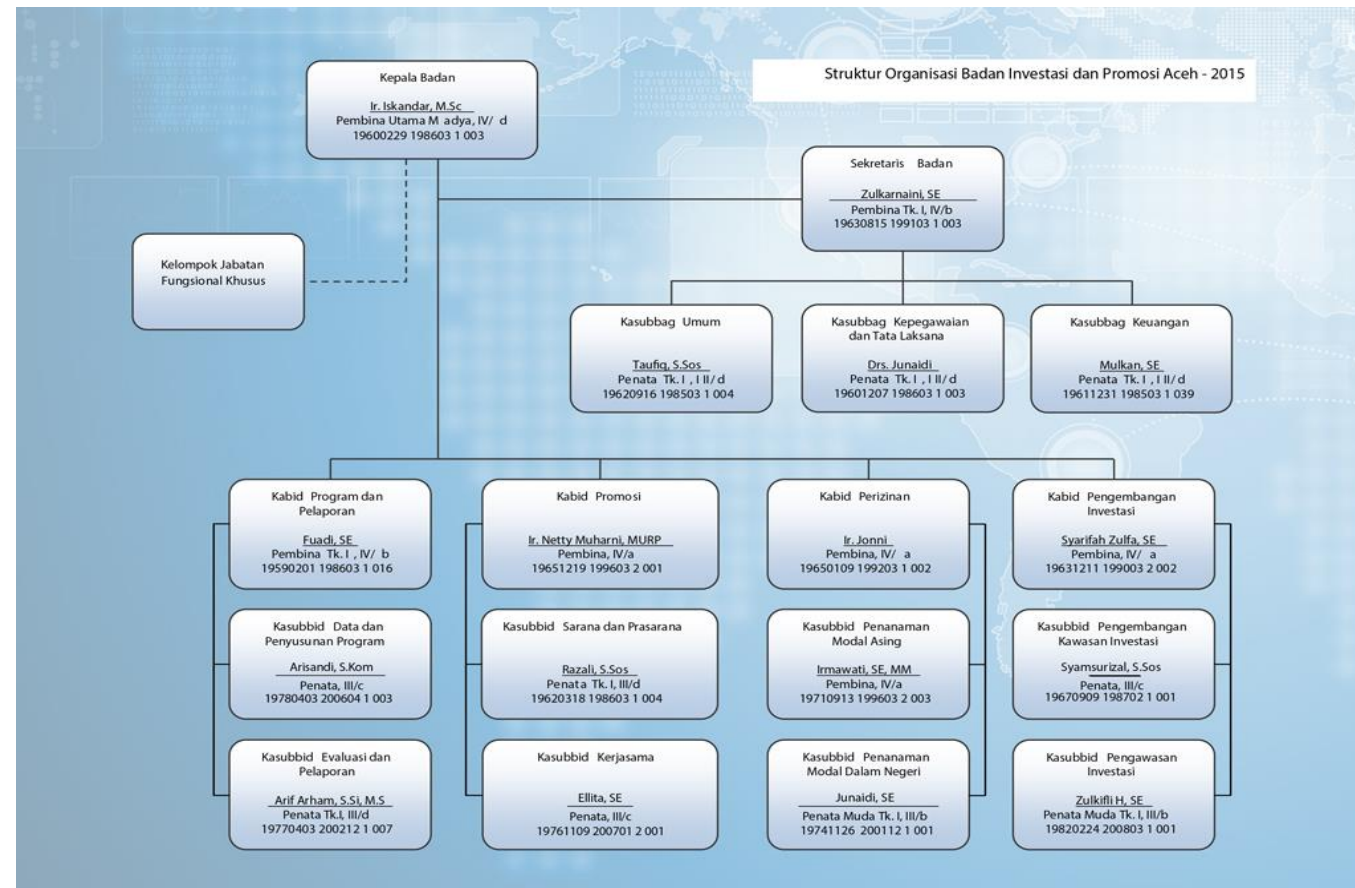 Struktur Organisasi Badan Investasi dan Promosi Aceh - 2015
Kepala Badan
Ir. Iskandar, M.Sc
Pembina Utama M adya, IV/ d
19600229 198603 1 003
Sekretaris Badan
Zulkarnaini, SE
Pembina Tk. I, IV/b
19630815 199103 1 003
Kelompok Jabatan
Fungsional Khusus
Kasubbag Umum
Taufiq, S.Sos
Penata Tk. I , I II/ d
19620916 198503 1 004
Kasubbag Kepegawaian
dan Tata Laksana
Drs. Junaidi
Penata Tk. I , I II/ d
19601207 198603 1 003
Kasubbag Keuangan
Mulkan, SE
Penata Tk. I , I II/ d
19611231 198503 1 039
Kabid Program dan
Pelaporan
Fuadi, SE
Pembina Tk. I , IV/ b
19590201 198603 1 016
Kabid Promosi
Ir. Netty Muharni, MURP
Pembina, IV/a
19651219 199603 2 001
Kabid Perizinan
Ir. Jonni
Pembina, IV/ a
19650109 199203 1 002
Kabid Pengembangan
Investasi
Syarifah Zulfa, SE
Pembina, IV/ a
19631211 199003 2 002
Kasubbid Data dan
Penyusunan Program
Arisandi, S.Kom
Penata, III/c
19780403 200604 1 003
Kasubbid Sarana dan Prasarana
Razali, S.Sos
Penata Tk. I, III/d
19620318 198603 1 004
Kasubbid Penanaman
Modal Asing
Irmawati, SE, MM
Pembina, IV/a
19710913 199603 2 003
Kasubbid Pengembangan
Kawasan Investasi
Syamsurizal, S.Sos
Penata, III/c
19670909 198702 1 001
Kasubbid Evaluasi dan
Pelaporan
Arif Arham, S.Si, M.S
Penata Tk.I, III/d
19770403 200212 1 007
Kasubbid Kerjasama
Ellita, SE
Penata, III/c
19761109 200701 2 001
Kasubbid Penanaman
Modal Dalam Negeri
Junaidi, SE
Penata Muda Tk. I, III/b
19741126 200112 1 001
Kasubbid Pengawasan
Investasi
Zulkifli H, SE
Penata Muda Tk. I, III/b
19820224 200803 1 001